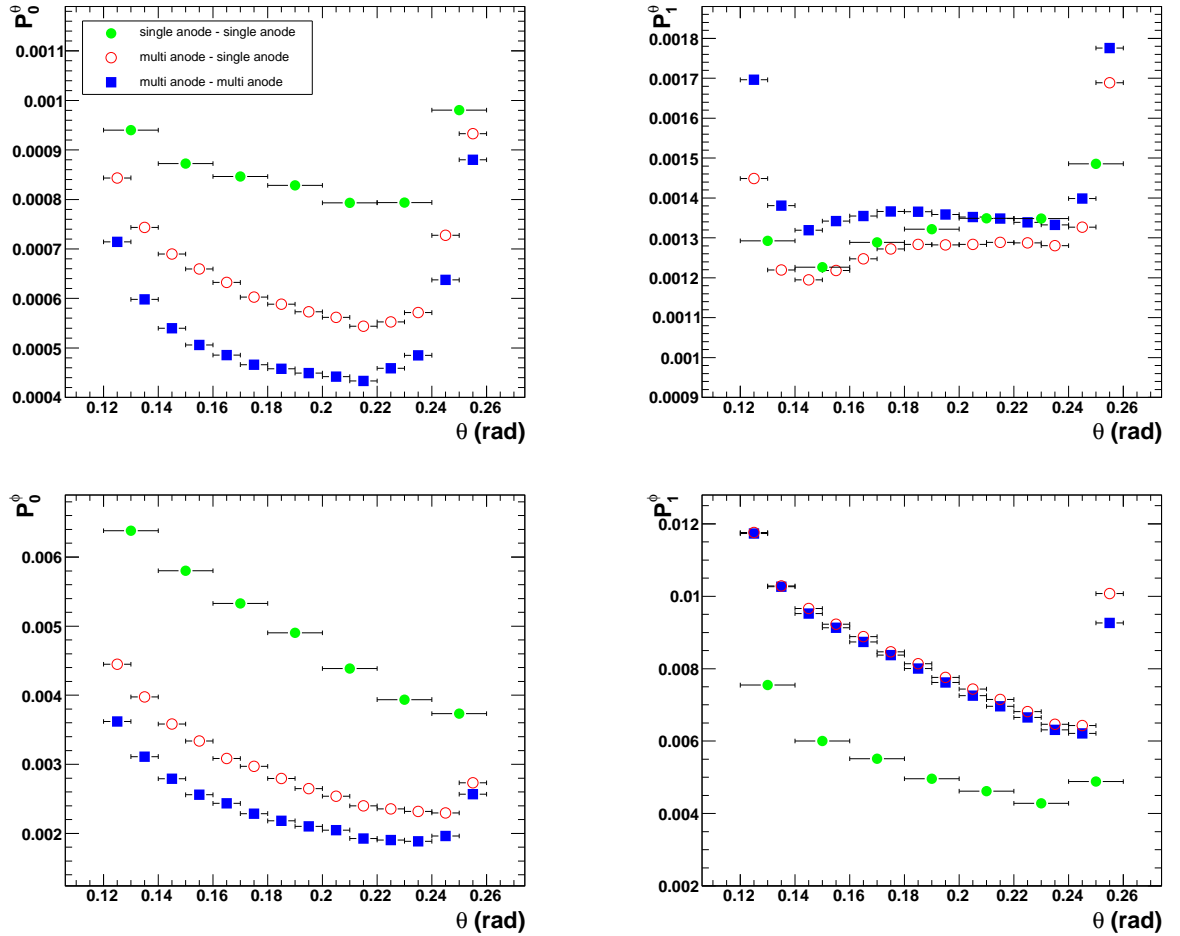 P₀^θ
0.0011
0.001
0.0009
0.0008
0.0007
0.0006
0.0005
0.0004
single anode - single anode
multi anode - single anode
multi anode - multi anode
0.12 0.14 0.16 0.18 0.2 0.22 0.24 0.26
θ (rad)
P₁^θ
0.0018
0.0017
0.0016
0.0015
0.0014
0.0013
0.0012
0.0011
0.001
0.0009
0.12 0.14 0.16 0.18 0.2 0.22 0.24 0.26
θ (rad)
P₀^ϕ
0.006
0.005
0.004
0.003
0.002
0.12 0.14 0.16 0.18 0.2 0.22 0.24 0.26
θ (rad)
P₁^ϕ
0.012
0.01
0.008
0.006
0.004
0.002
0.12 0.14 0.16 0.18 0.2 0.22 0.24 0.26
θ (rad)